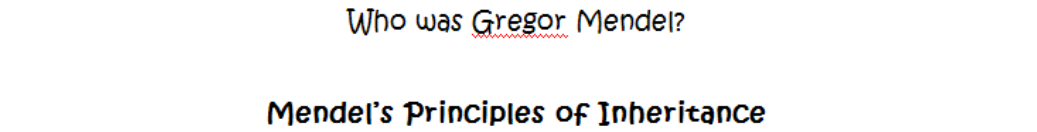 Who was Gregor Mendel?
Mendel's Principles of Inheritance